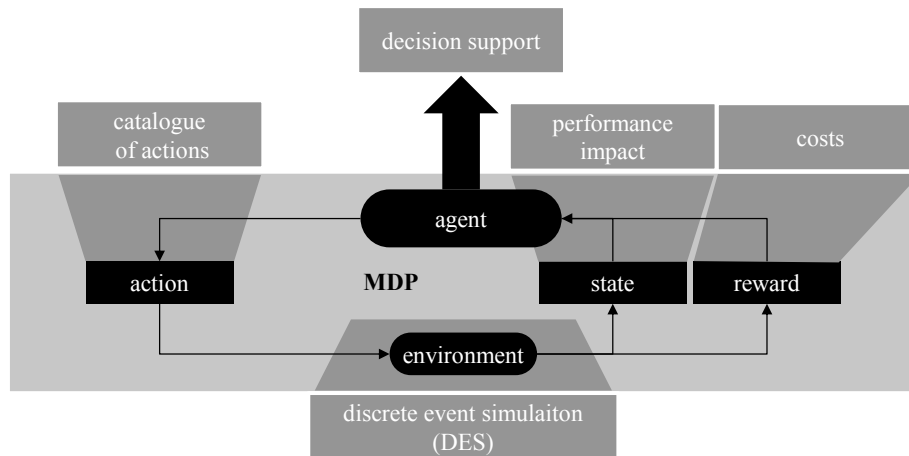 decision support
catalogue
of actions
performance
impact
costs
agent
action
MDP
state
reward
environment
discrete event simulaiton
(DES)